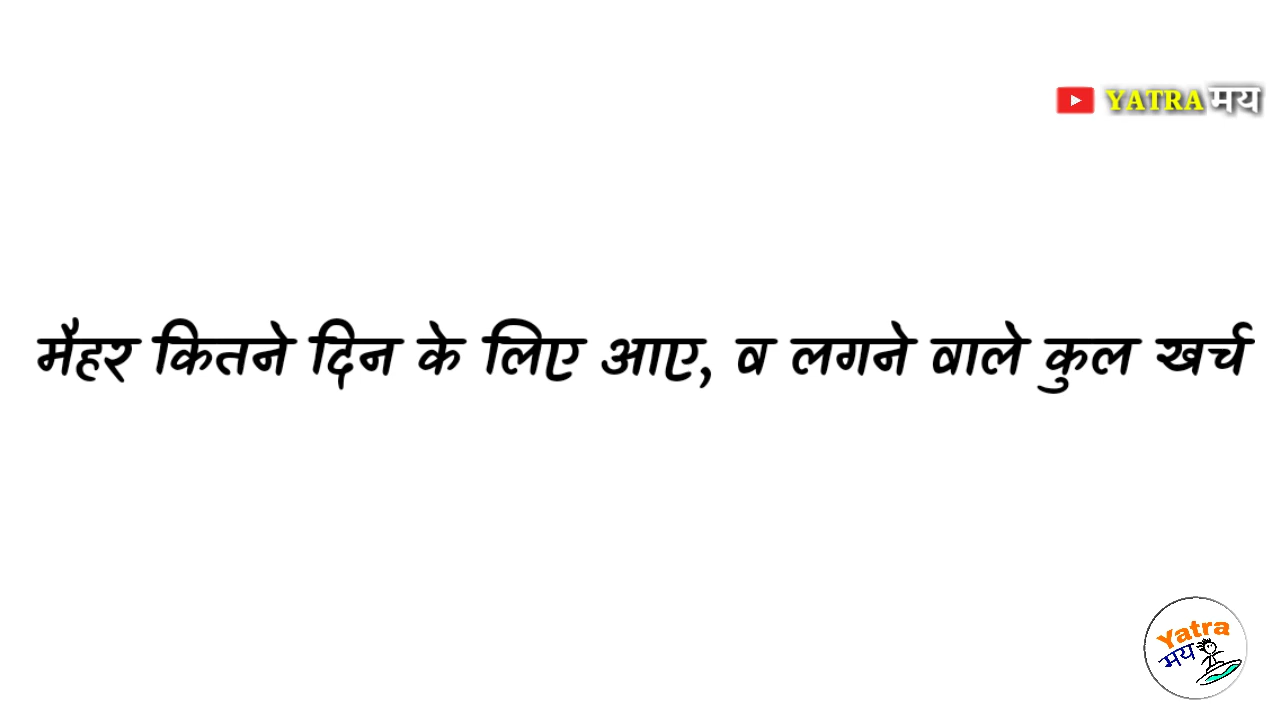 YATRA मय
मैहर कितने दिन के लिए आए, व लगने वाले कुल खर्च
Yatra
मय